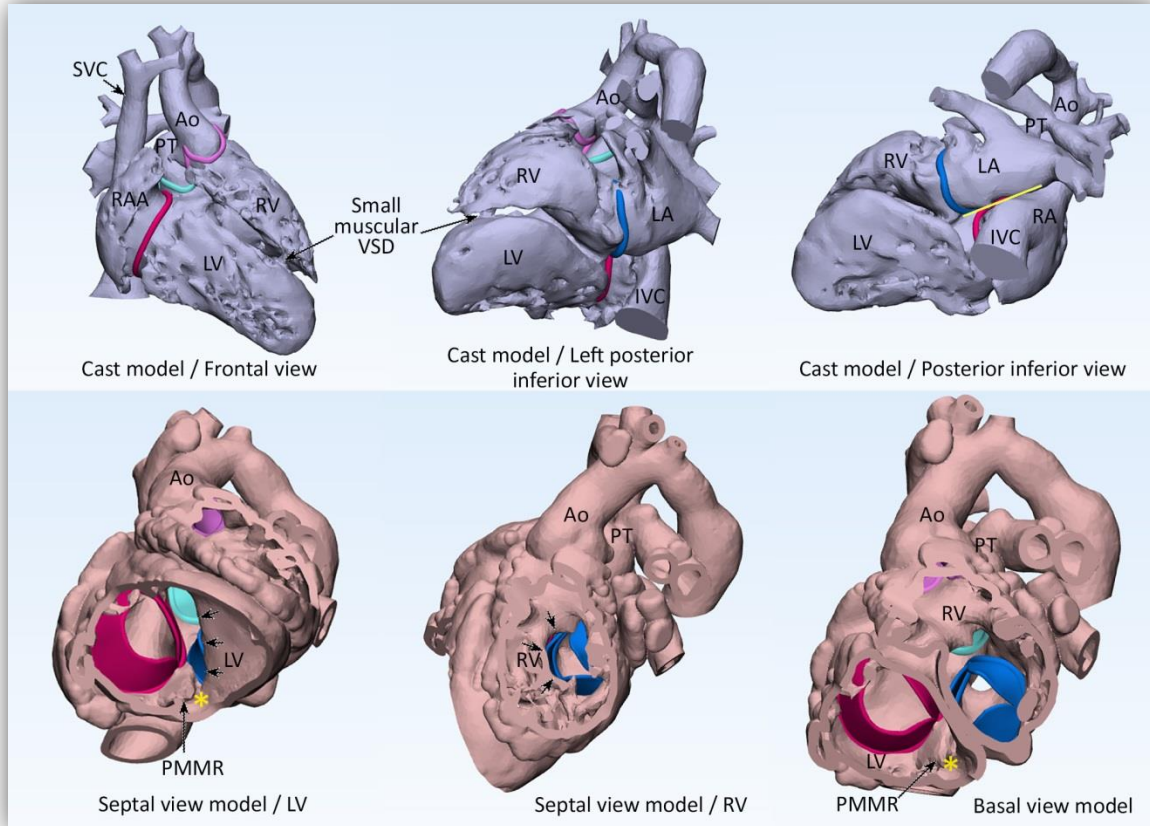 SVC
Ao
PT
RAA
RV
LV
Small
muscular
VSD
Cast model / Frontal view
Ao
RV
LA
LV
IVC
Cast model / Left posterior
inferior view
Ao
PT
RV
LA
RA
IVC
LV
Cast model / Posterior inferior view
Ao
LV
*
PMMR
Septal view model / LV
Ao
PT
RV
Septal view model / RV
Ao
PT
RV
LV
*
PMMR
Basal view model